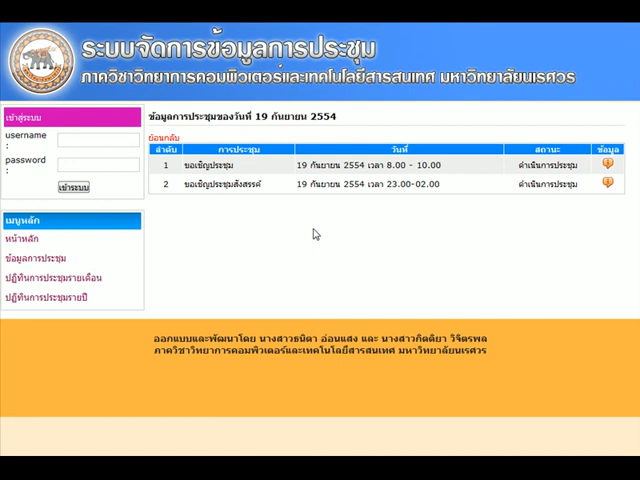 ระบบจัดการข้อมูลการประชุม
ภาควิชาวิทยาการคอมพิวเตอร์และเทคโนโลยีสารสนเทศ มหาวิทยาลัยนเรศวร
เข้าสู่ระบบ
username :
password :
เข้าระบบ
เมนูหลัก
หน้าหลัก
ข้อมูลการประชุม
ปฏิทินการประชุมรายเดือน
ปฏิทินการประชุมรายปี
ข้อมูลการประชุมของวันที่ 19 กันยายน 2554
ย้อนกลับ
ลำดับ การประชุม วันที่ สถานะ ข้อมูล
1 ขอเชิญประชุม 19 กันยายน 2554 เวลา 8.00 - 10.00 ดำเนินการประชุม
2 ขอเชิญประชุมสังสรรค์ 19 กันยายน 2554 เวลา 23.00-02.00 ดำเนินการประชุม
ออกแบบและพัฒนาโดย นางสาวธนิดา อ่อนแสง และ นางสาวกิตติยา วิจิตรพล
ภาควิชาวิทยาการคอมพิวเตอร์และเทคโนโลยีสารสนเทศ มหาวิทยาลัยนเรศวร